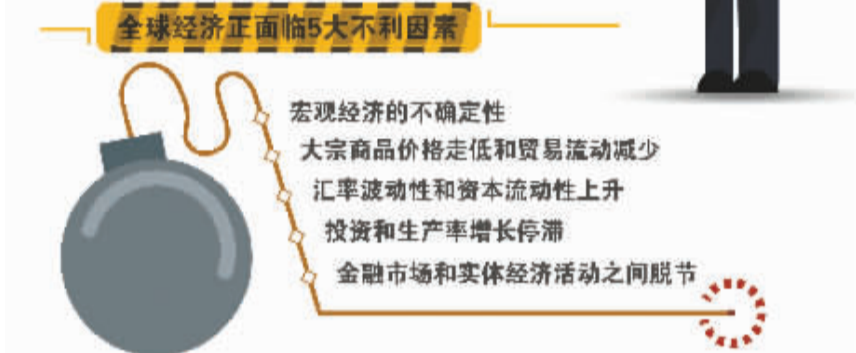 全球经济正面临5大不利因素
宏观经济的不确定性
大宗商品价格走低和贸易流动减少
汇率波动性和资本流动性上升
投资和生产率增长停滞
金融市场和实体经济活动之间脱节